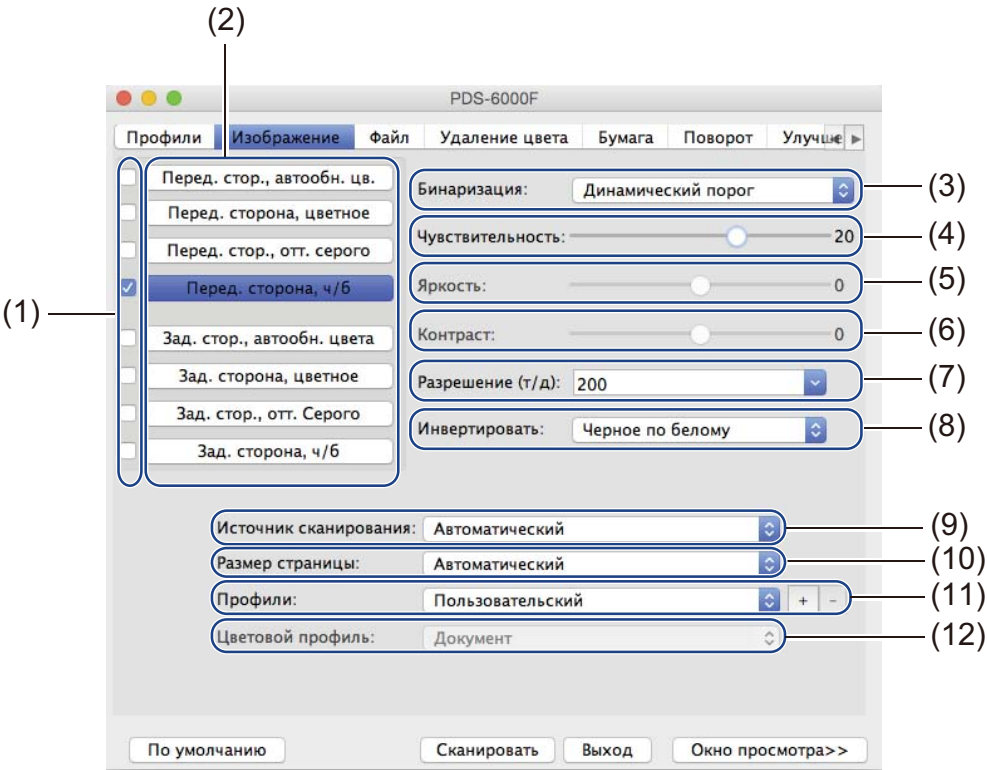 (2)
PDS-6000F
Профили Изображение Файл Удаление цвета Бумага Поворот Улучше
Перед. стор., автообн. цв.
Перед. сторона, цветное
Перед. стор., отт. серого
Перед. сторона, ч/б
Зад. стор., автообн. цвета
Зад. сторона, цветное
Зад. стор., отт. Серого
Зад. сторона, ч/б
(1)
Бинаризация: Динамический порог (3)
Чувствительность: 20 (4)
Яркость: 0 (5)
Контраст: 0 (6)
Разрешение (т/д): 200 (7)
Инвертировать: Черное по белому (8)
Источник сканирования: Автоматический (9)
Размер страницы: Автоматический (10)
Профили: Пользовательский + - (11)
Цветовой профиль: Документ (12)
По умолчанию Сканировать Выход Окно просмотра>>